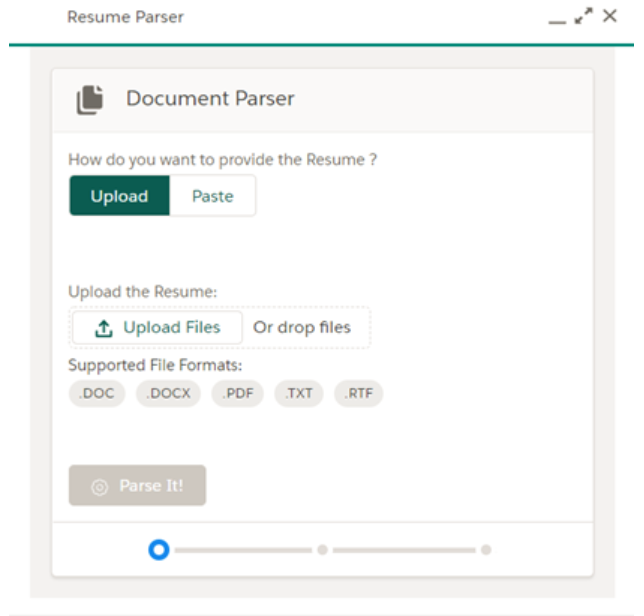 Resume Parser
Document Parser
How do you want to provide the Resume ?
Upload Paste
Upload the Resume:
Upload Files Or drop files
Supported File Formats:
.DOC .DOCX .PDF .TXT .RTF
Parse It!